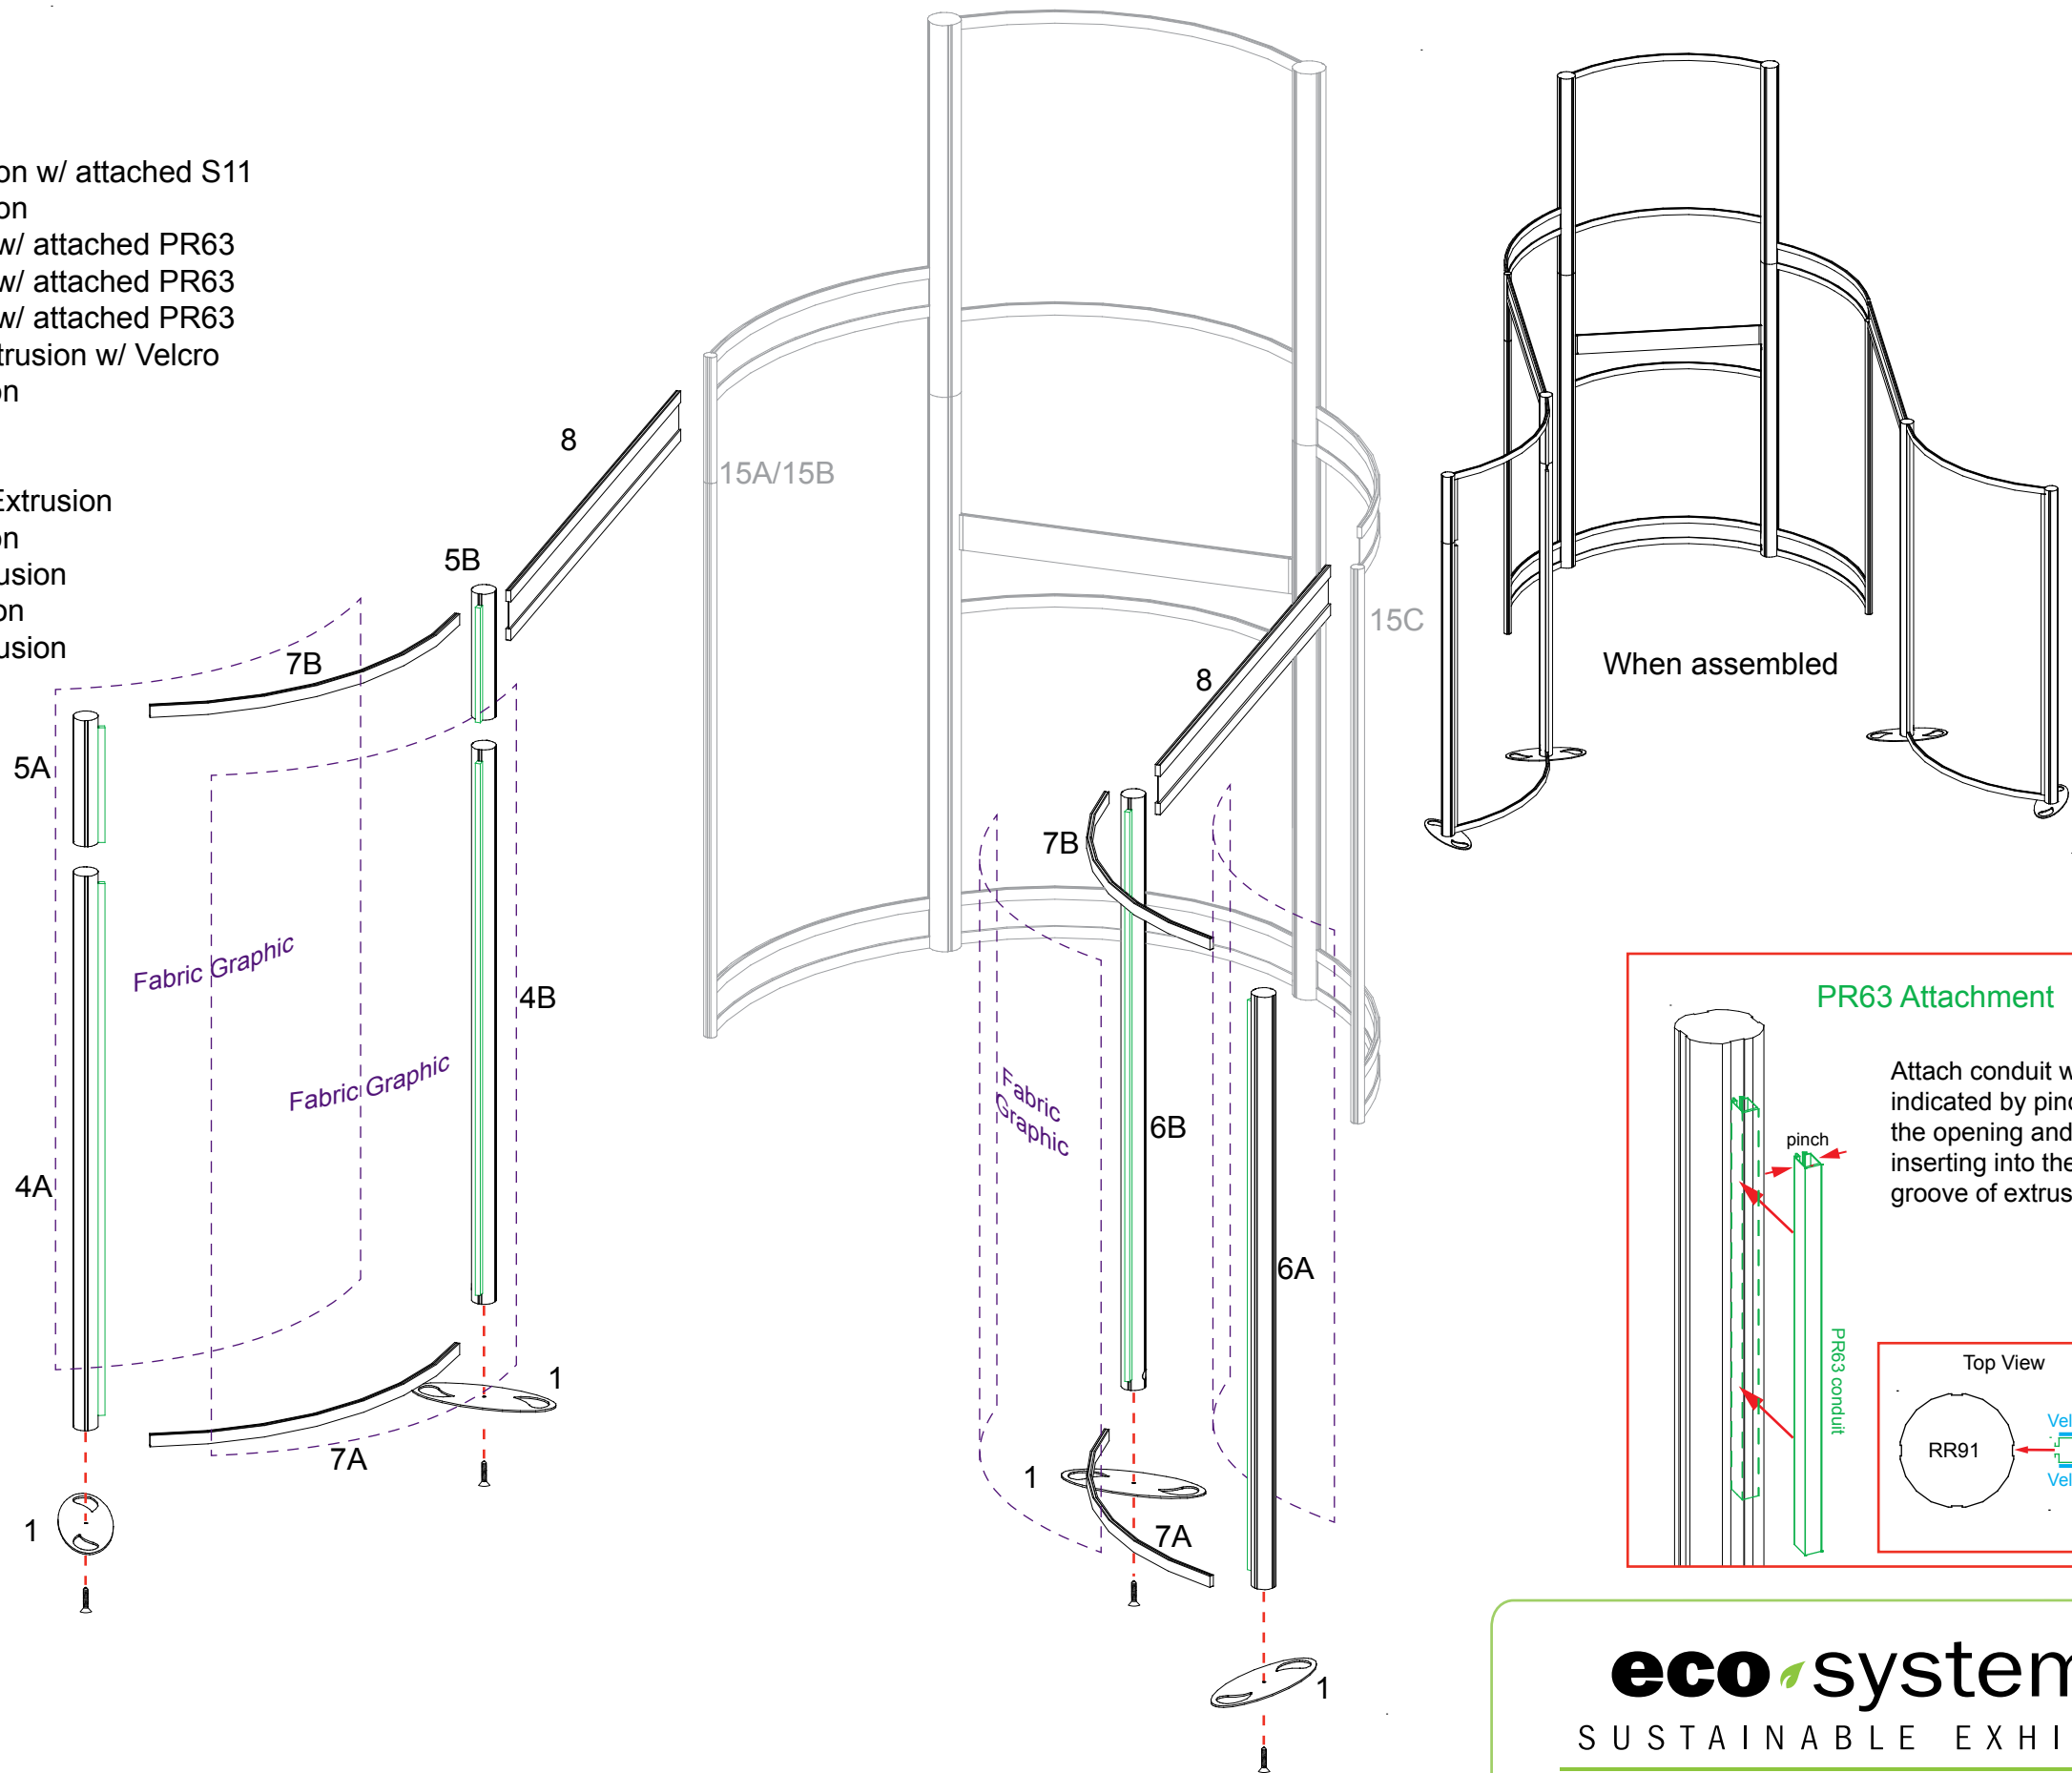 on w/ attached S11
on
w/ attached PR63
w/ attached PR63
w/ attached PR63
trusion w/ Velcro
on
Extrusion
on
usion
on
usion
8
15A/15B
5B
7B
5A
4A
Fabric Graphic
Fabric Graphic
4B
1
7A
1
8
15C
7B
Fabric
Graphic
6B
6A
1
7A
1
When assembled
PR63 Attachment
Attach conduit w
indicated by pinc
the opening and
inserting into the
groove of extrus
pinch
PR63 conduit
Top View
RR91
Vel
Vel
eco system
SUSTAINABLE EXHI